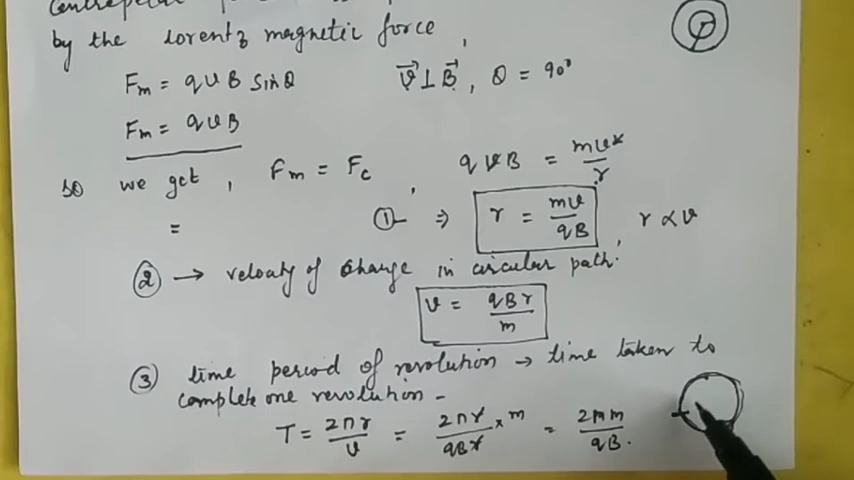 centripetal
by the lorentz magnetic force,
Fm = qvB sinθ v⃗ ⊥ B⃗, θ = 90°
Fm = qvB
so we get, Fm = Fc, qvB = mv²/r
= ①- ⇒ r = mv/qB, r ∝ v
② → velocity of charge in circular path.
v = qBr/m
③ time period of revolution → time taken to
complete one revolution -
T = 2πr/v = 2πr/qBr × m = 2πm/qB.